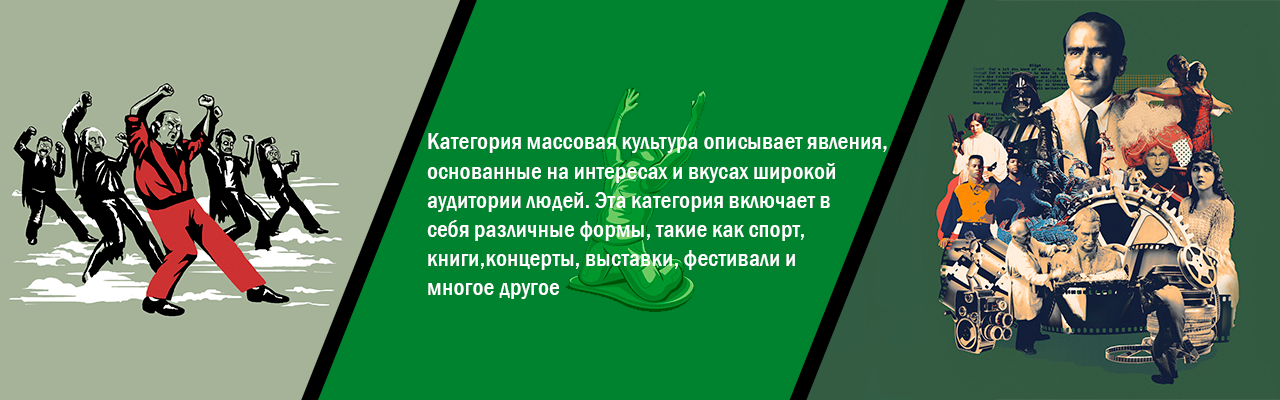 Категория массовая культура описывает явления,
основанные на интересах и вкусах широкой
аудитории людей. Эта категория включает в
себя различные формы, такие как спорт,
книги,концерты, выставки, фестивали и
многое другое